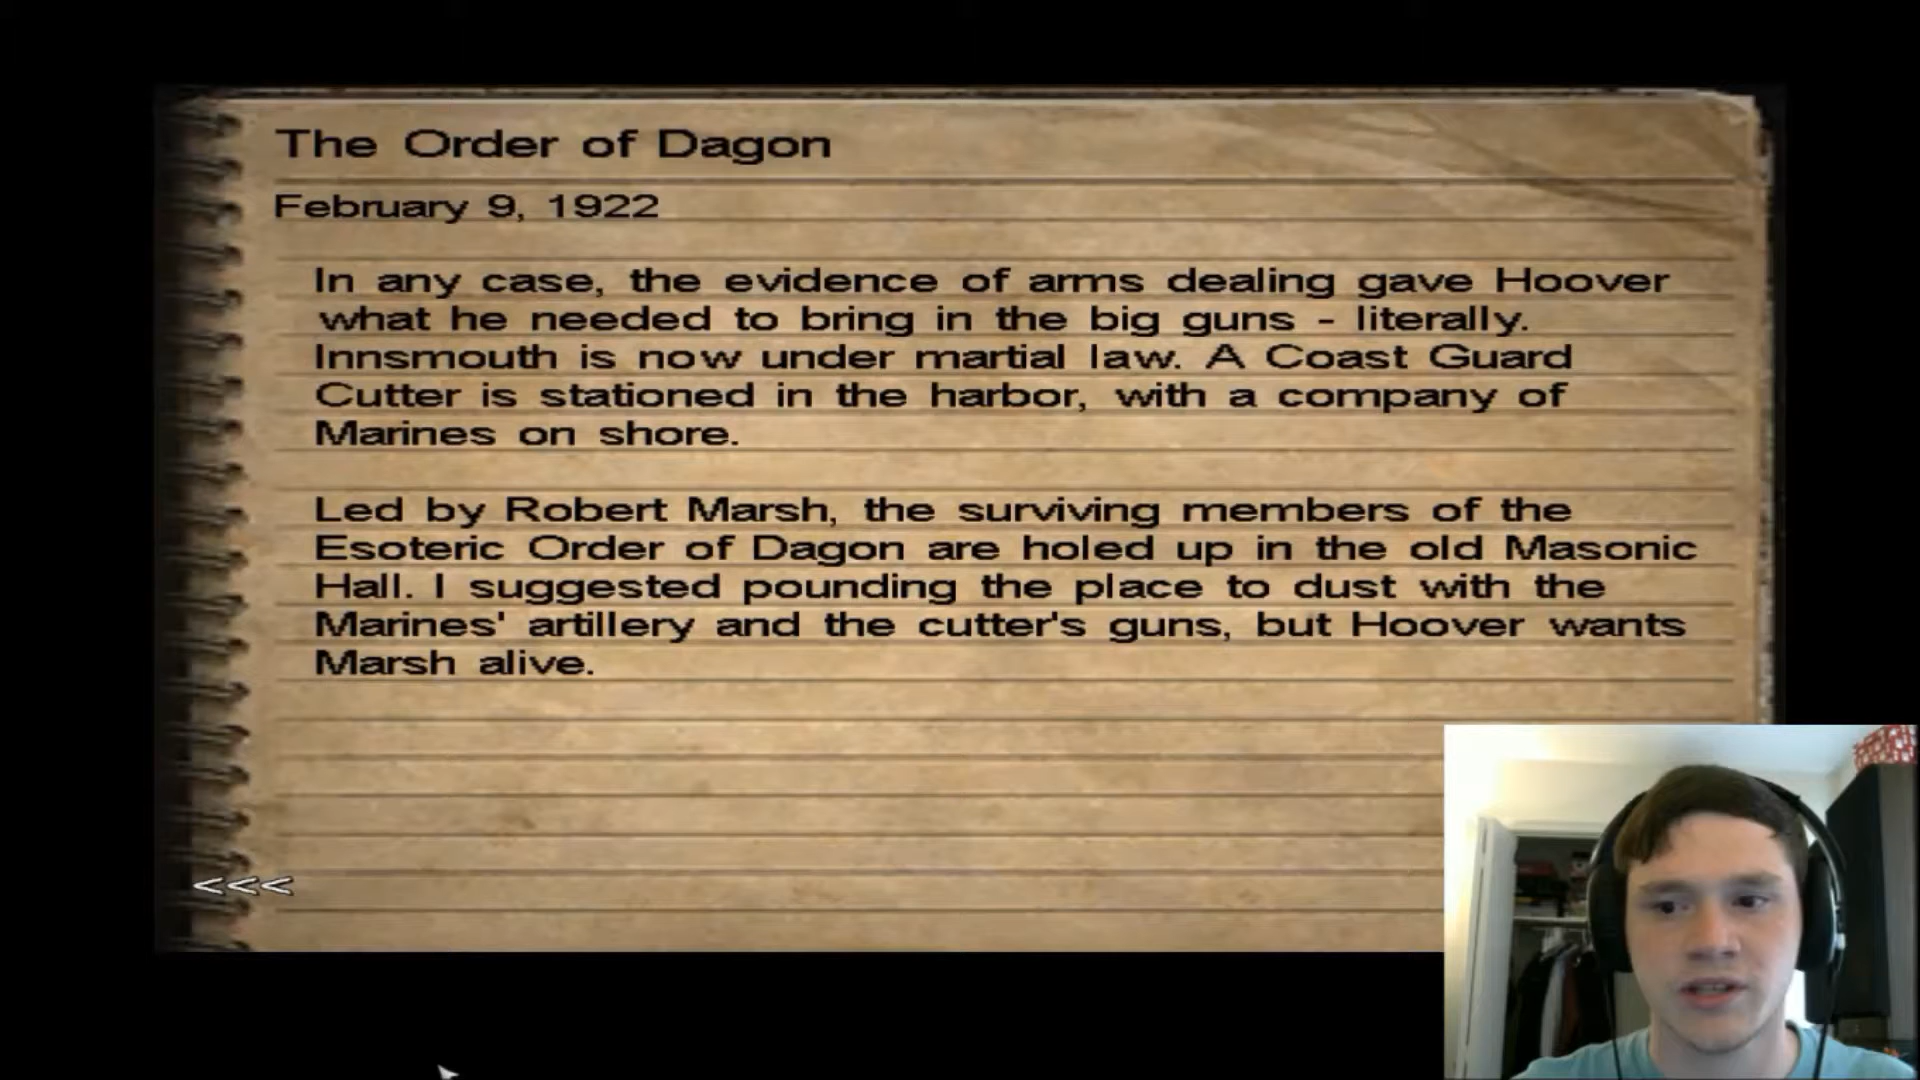 The Order of Dagon
February 9, 1922
In any case, the evidence of arms dealing gave Hoover
what he needed to bring in the big guns - literally.
Innsmouth is now under martial law. A Coast Guard
Cutter is stationed in the harbor, with a company of
Marines on shore.
Led by Robert Marsh, the surviving members of the
Esoteric Order of Dagon are holed up in the old Masonic
Hall. I suggested pounding the place to dust with the
Marines' artillery and the cutter's guns, but Hoover wants
Marsh alive.
<<<